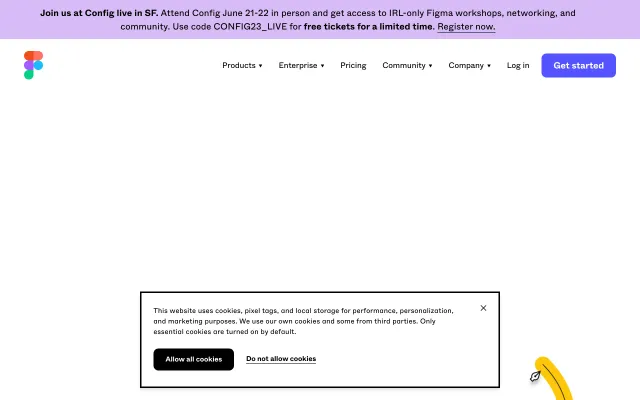 Join us at Config live in SF. Attend Config June 21-22 in person and get access to IRL-only Figma workshops, networking, and
community. Use code CONFIG23_LIVE for free tickets for a limited time. Register now.
Products ▾ Enterprise ▾ Pricing Community ▾ Company ▾ Log in Get started
This website uses cookies, pixel tags, and local storage for performance, personalization,
and marketing purposes. We use our own cookies and some from third parties. Only
essential cookies are turned on by default.
Allow all cookies Do not allow cookies